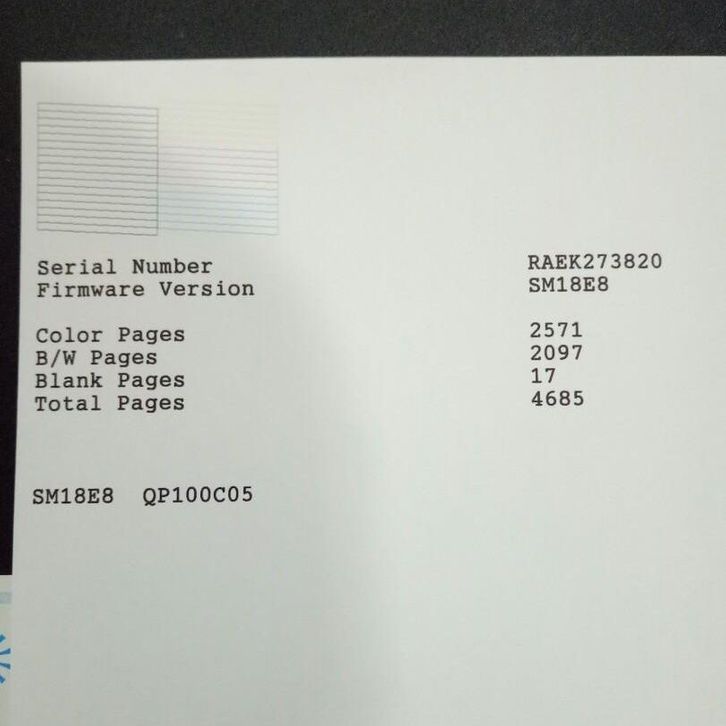 Serial Number RAEK273820
Firmware Version SM18E8
Color Pages 2571
B/W Pages 2097
Blank Pages 17
Total Pages 4685
SM18E8 QP100C05